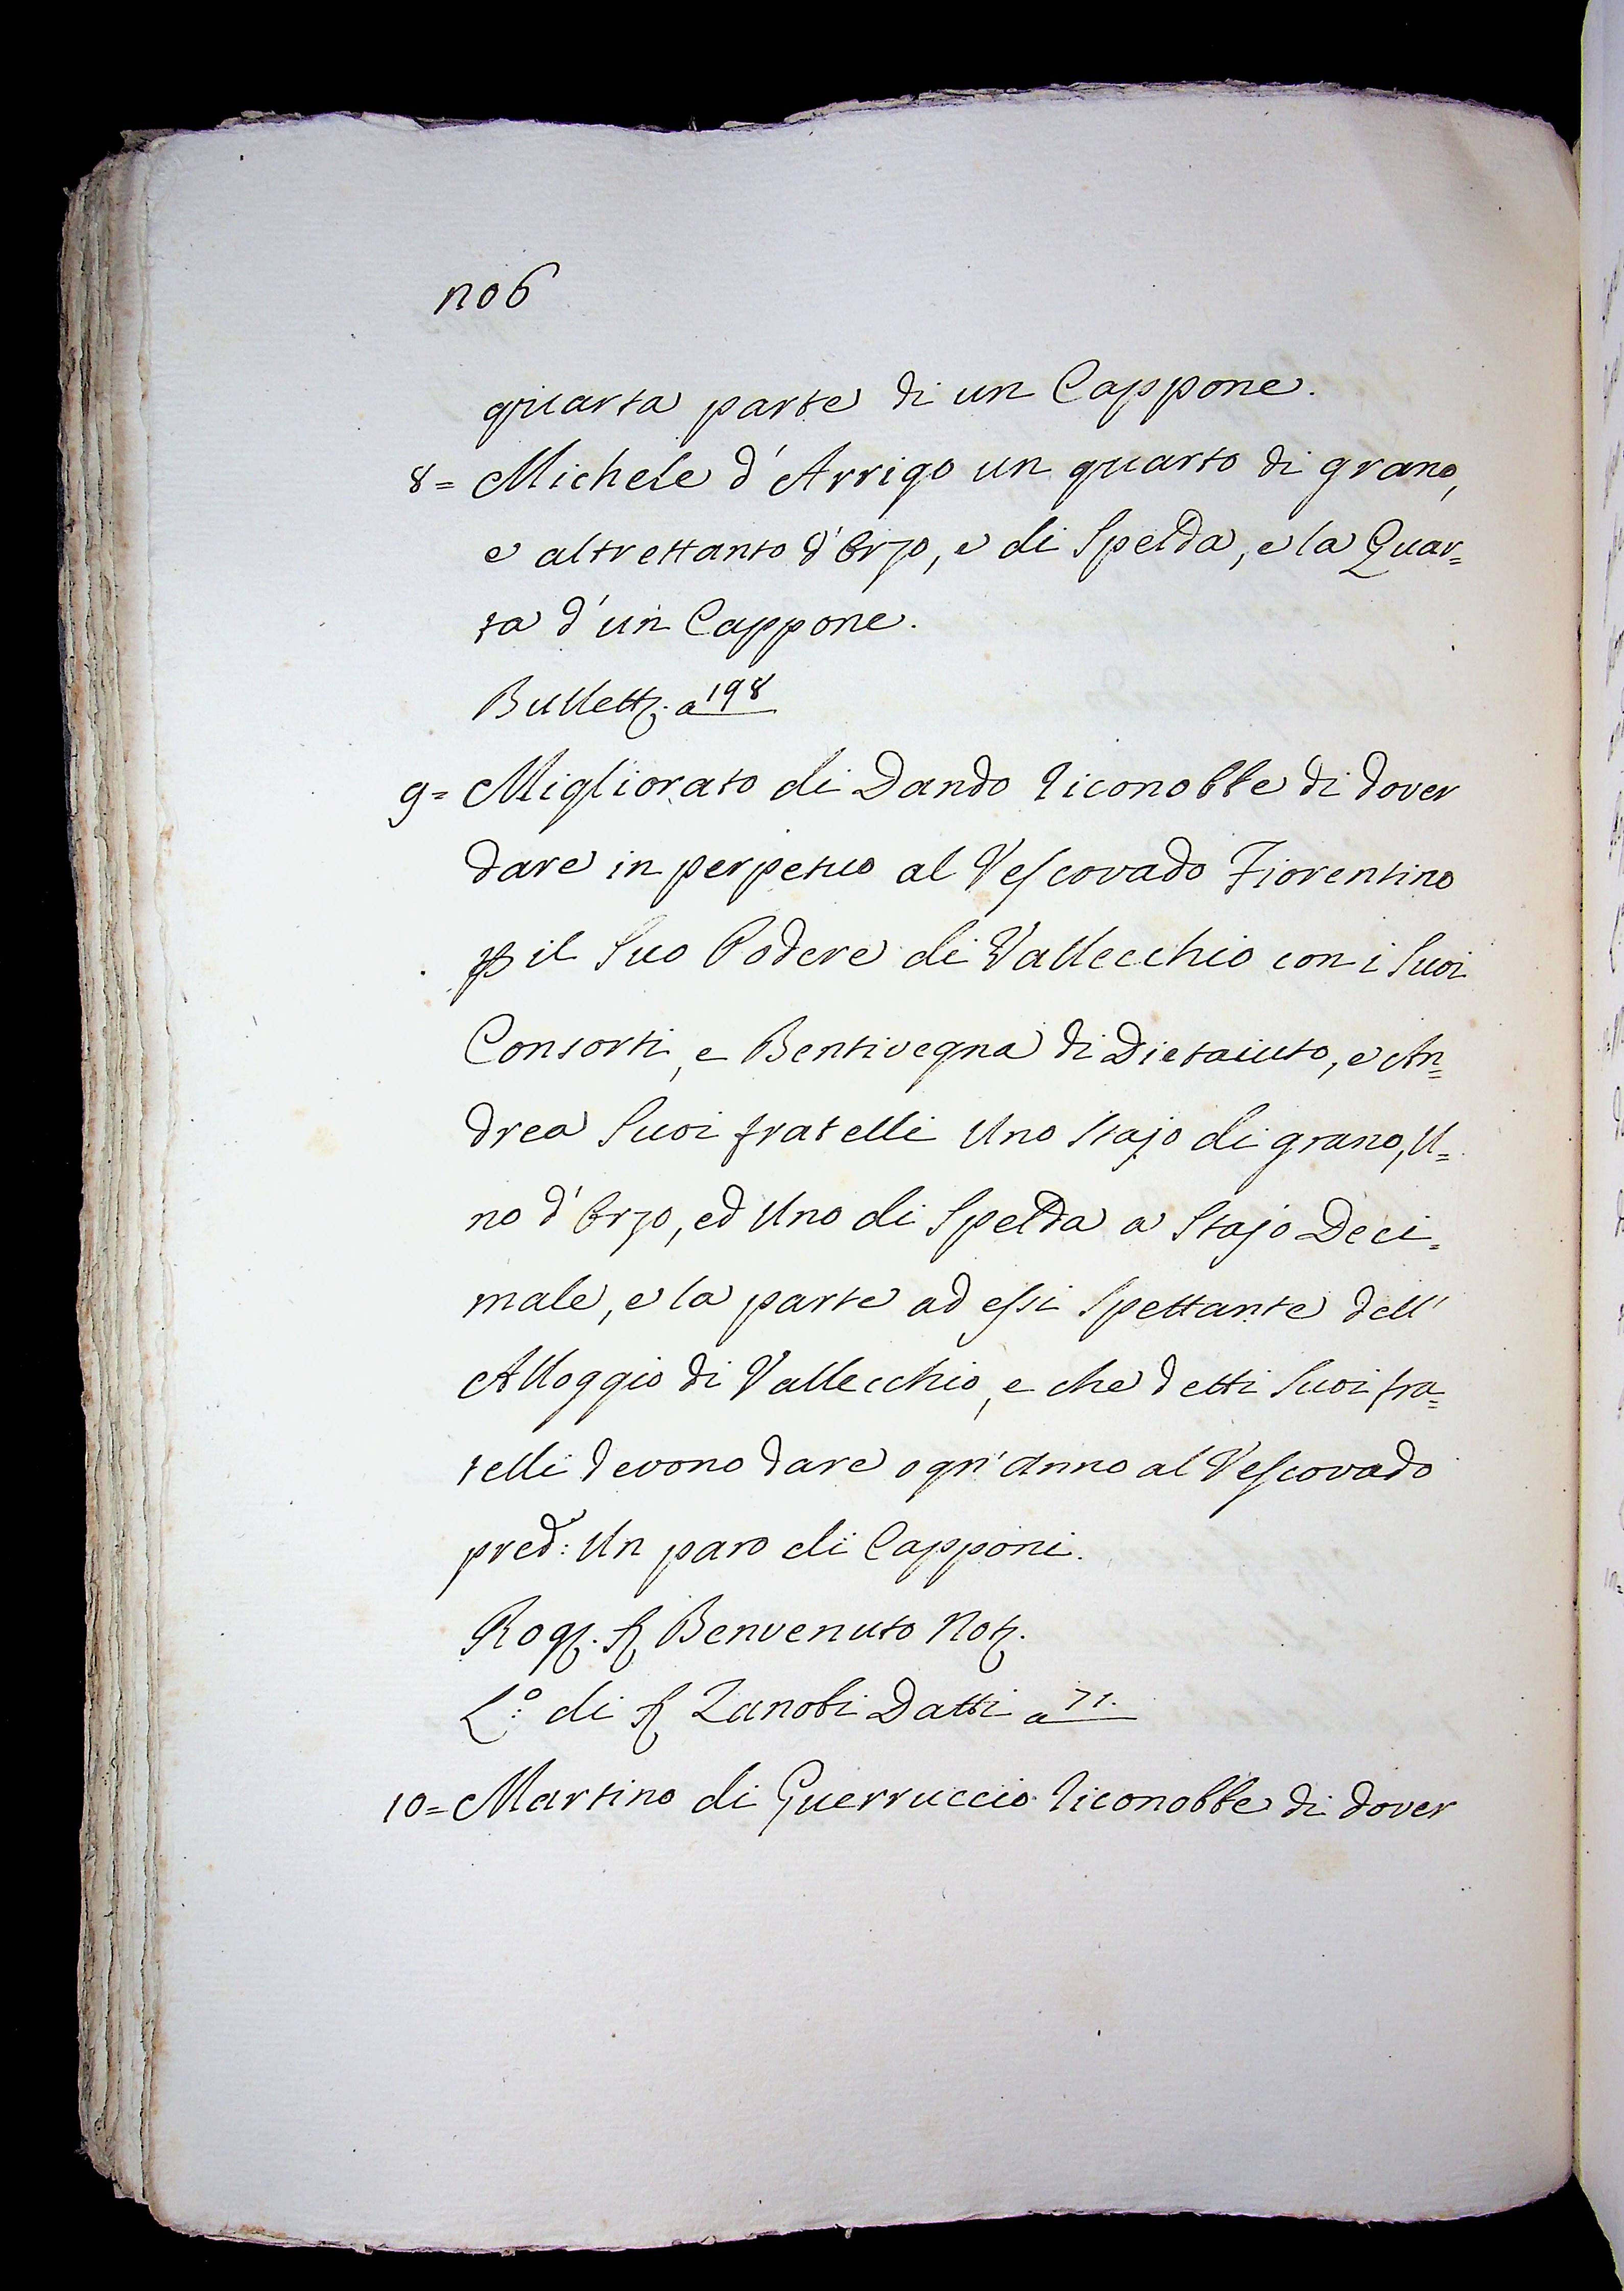 no6
quarta parte di un Cappone.
8= Michele d'Arrigo un quarto di grano,
e altrettanto d'Orzo, e di Spelda, e la Quar=
ta d'un Cappone.
Bullett. a 198
9= Migliorato di Dando riconobbe di dover
dare in perpetuo al Vescovado Fiorentino
p il Suo Podere di Vallecchio con i Suoi
Consorti, e Bentivegna di Dietaiuto, e An=
drea Suoi fratelli Uno Stajo di grano, U=
no d'Orzo, ed Uno di Spelda a Stajo Deci=
male, e la parte ad essi Spettante dell'
Alloggio di Vallecchio, e che detti Suoi fra=
telli devono dare ogn'Anno al Vescovado
pred: Un paro di Capponi.
Rog. S Benvenuto Not.
L.o di S Zanobi Datti a 71.
10= Martino di Guerruccio riconobbe di dover